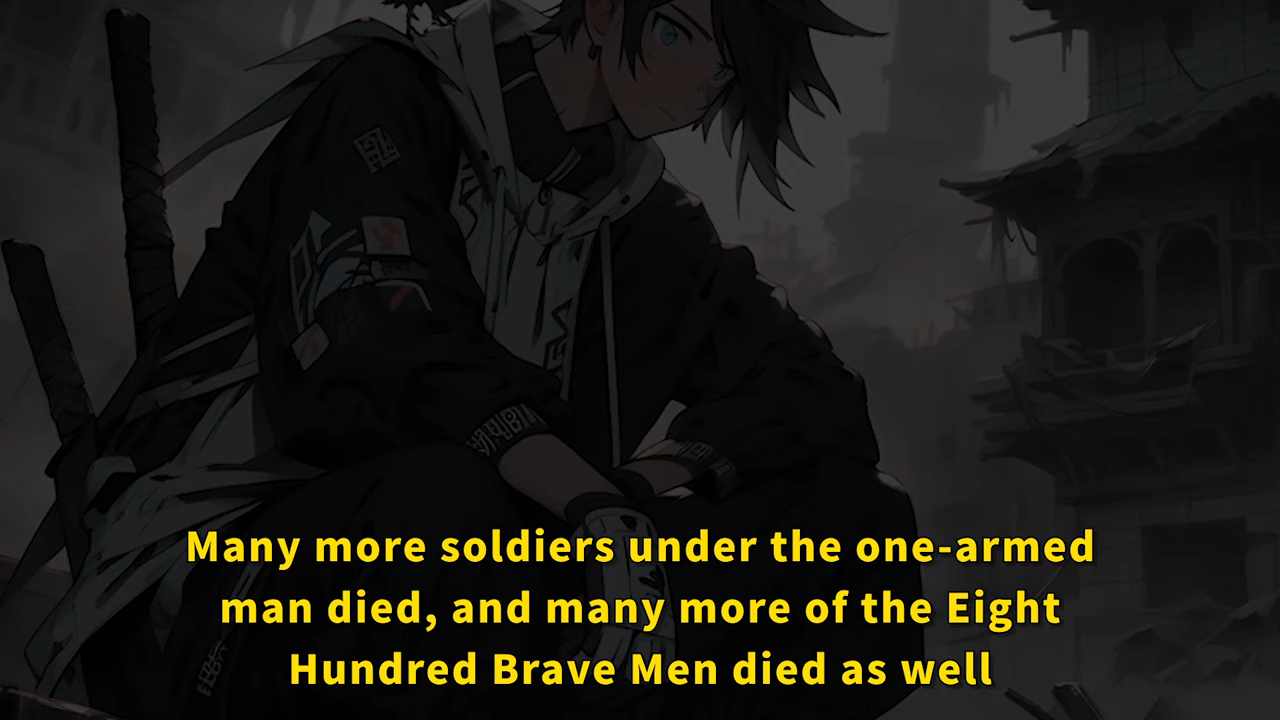 Many more soldiers under the one-armed
man died, and many more of the Eight
Hundred Brave Men died as well